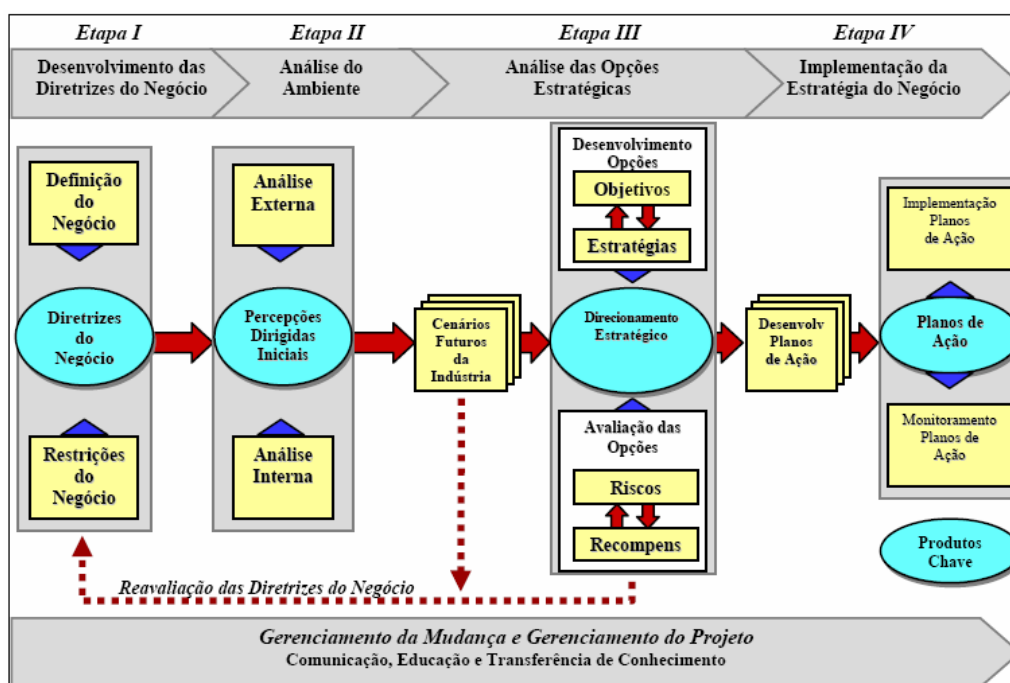 Etapa I
Etapa II
Etapa III
Etapa IV
Desenvolvimento das
Diretrizes do Negócio
Análise do
Ambiente
Análise das Opções
Estratégicas
Implementação da
Estratégia do Negócio
Definição
do
Negócio
Diretrizes
do
Negócio
Restrições
do
Negócio
Análise
Externa
Percepções
Dirigidas
Iniciais
Análise
Interna
Cenários
Futuros
da
Indústria
Desenvolvimento
Opções
Objetivos
Estratégias
Direcionamento
Estratégico
Avaliação das
Opções
Riscos
Recompens
Desenvolv
Planos
de Ação
Implementação
Planos
de Ação
Planos de
Ação
Monitoramento
Planos de
Ação
Produtos
Chave
Reavaliação das Diretrizes do Negócio
Gerenciamento da Mudança e Gerenciamento do Projeto
Comunicação, Educação e Transferência de Conhecimento